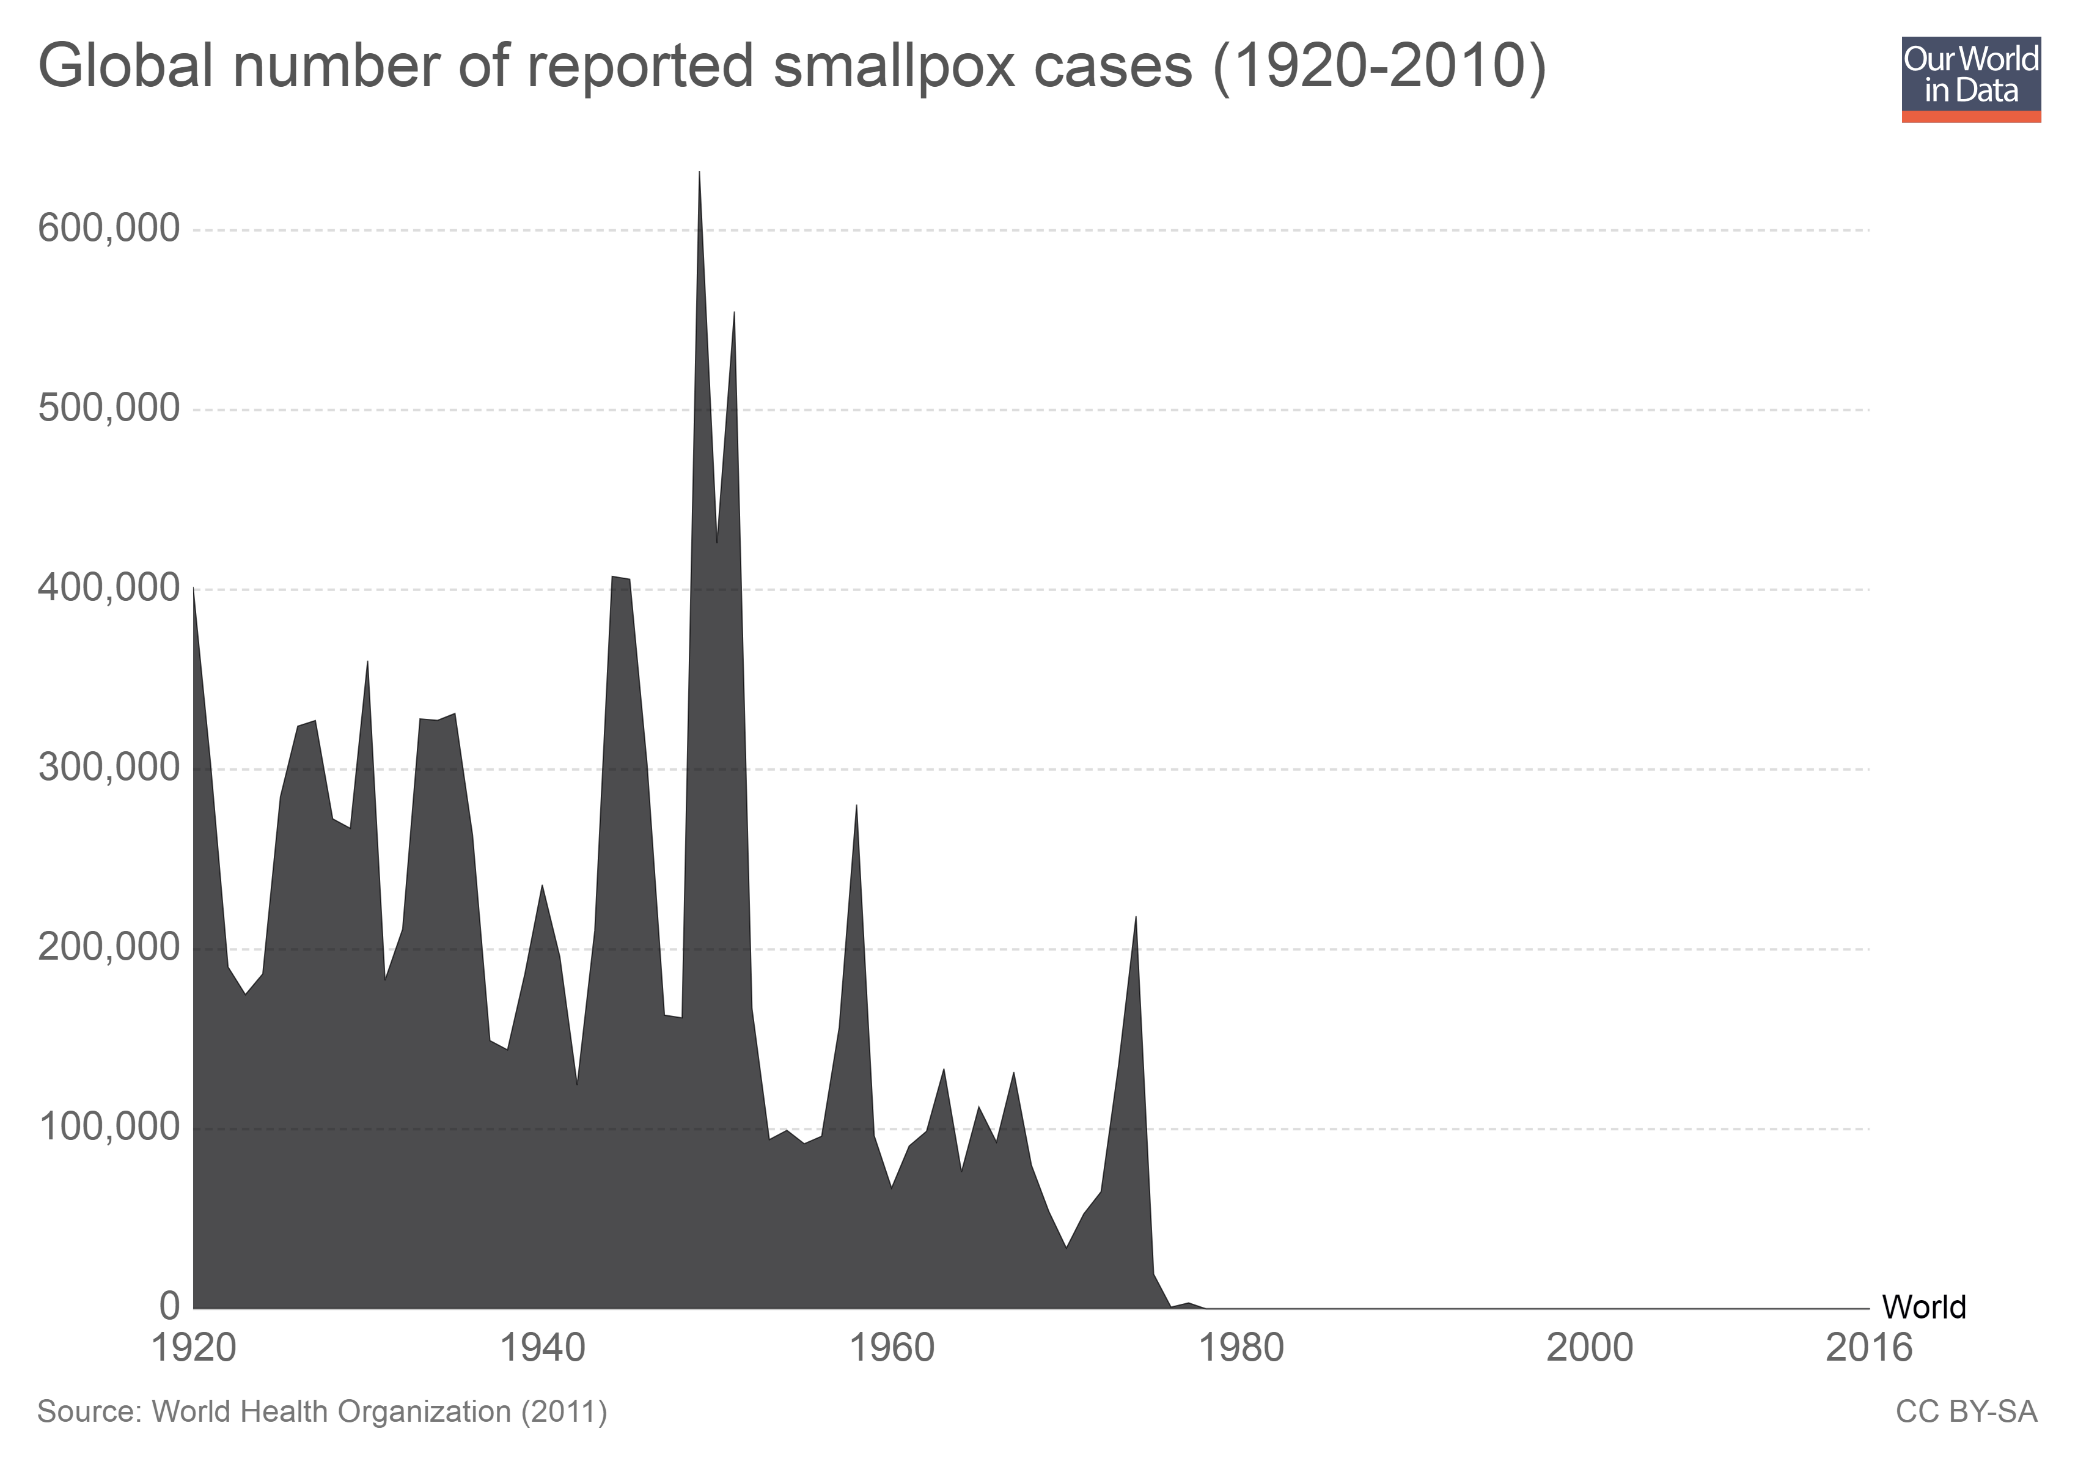 Global number of reported smallpox cases (1920-2010)
Our World
in Data
600,000
500,000
400,000
300,000
200,000
100,000
0
World
1920 1940 1960 1980 2000 2016
Source: World Health Organization (2011)
CC BY-SA